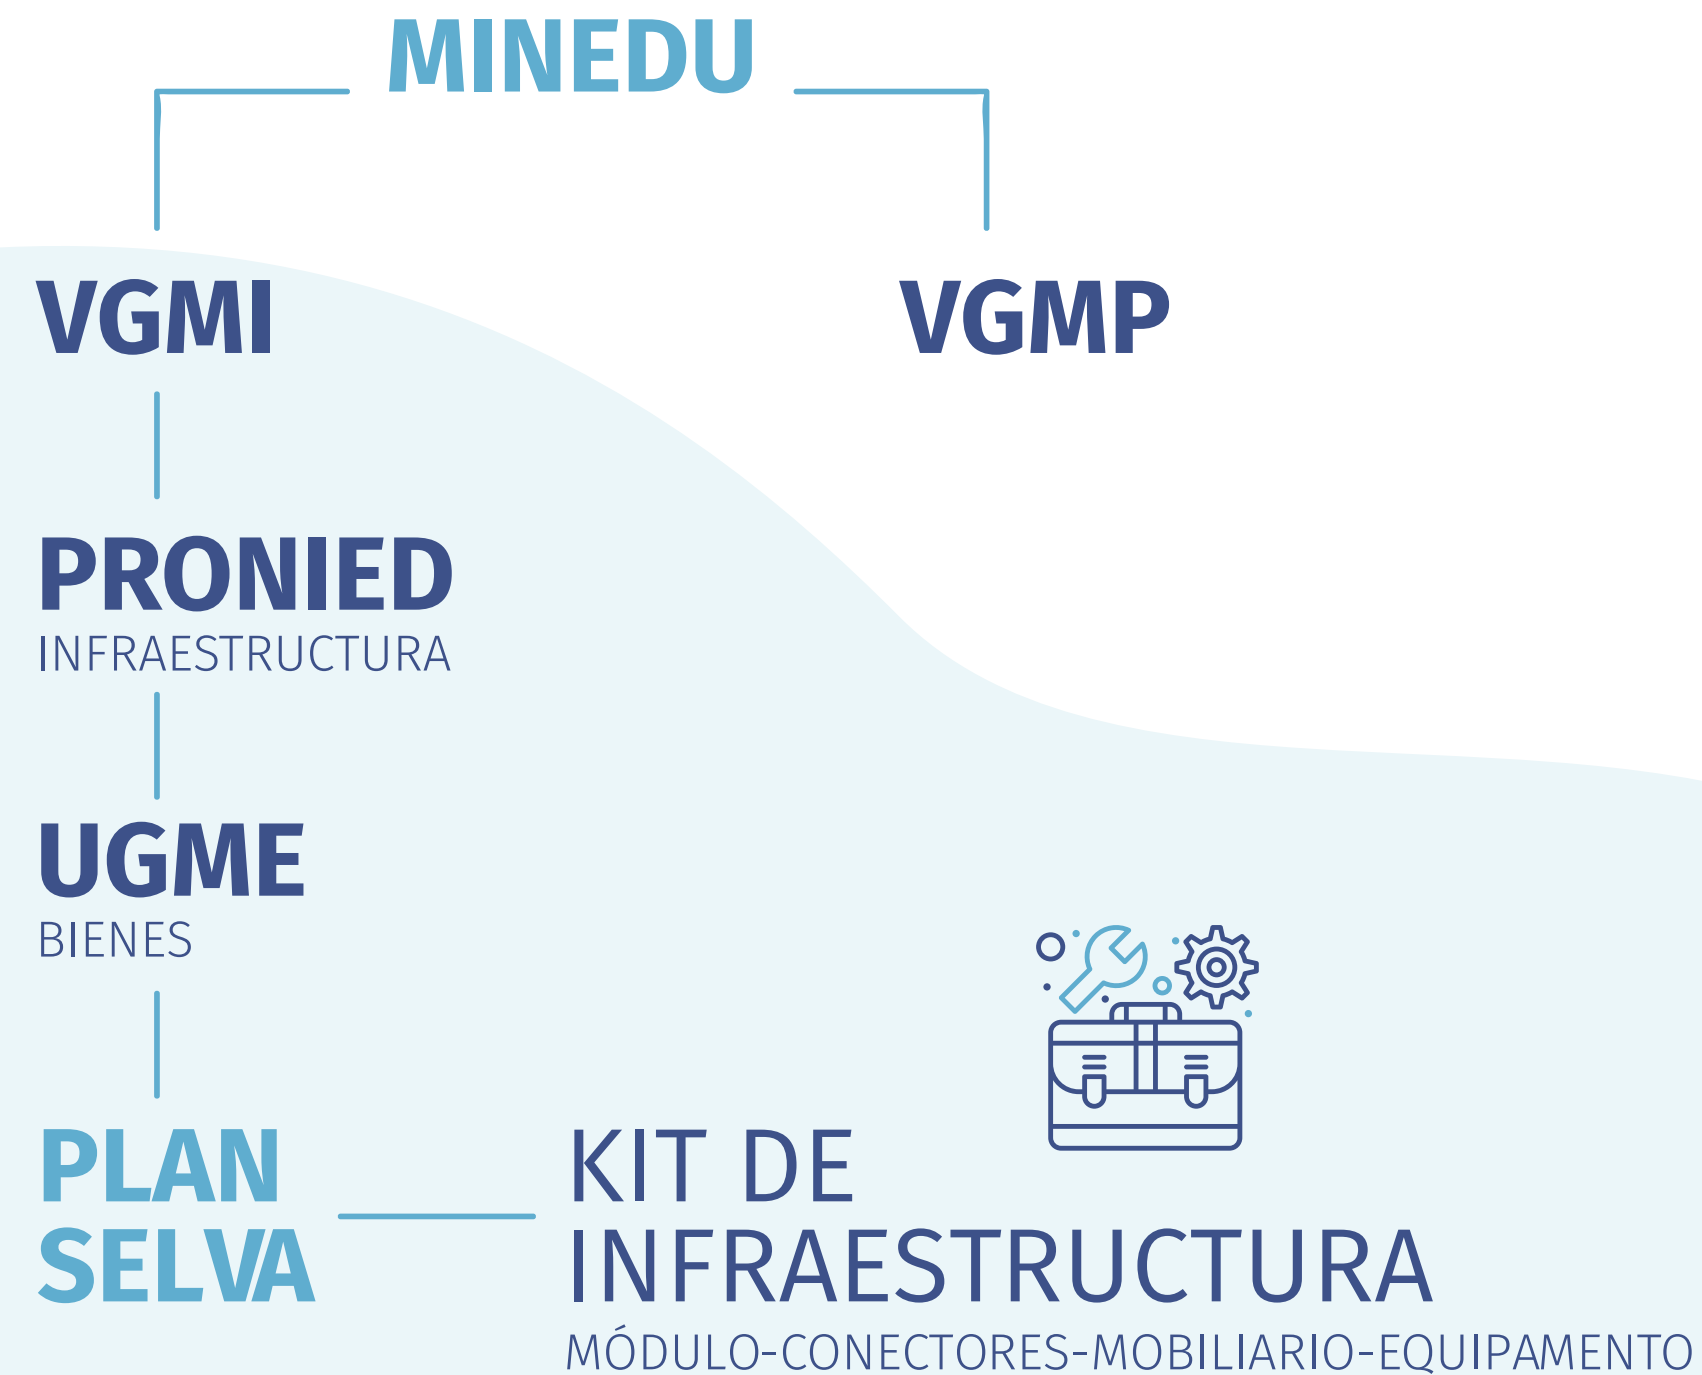 MINEDU
VGMI
VGMP
PRONIED
INFRAESTRUCTURA
UGME
BIENES
PLAN
SELVA
KIT DE
INFRAESTRUCTURA
MÓDULO-CONECTORES-MOBILIARIO-EQUIPAMENTO